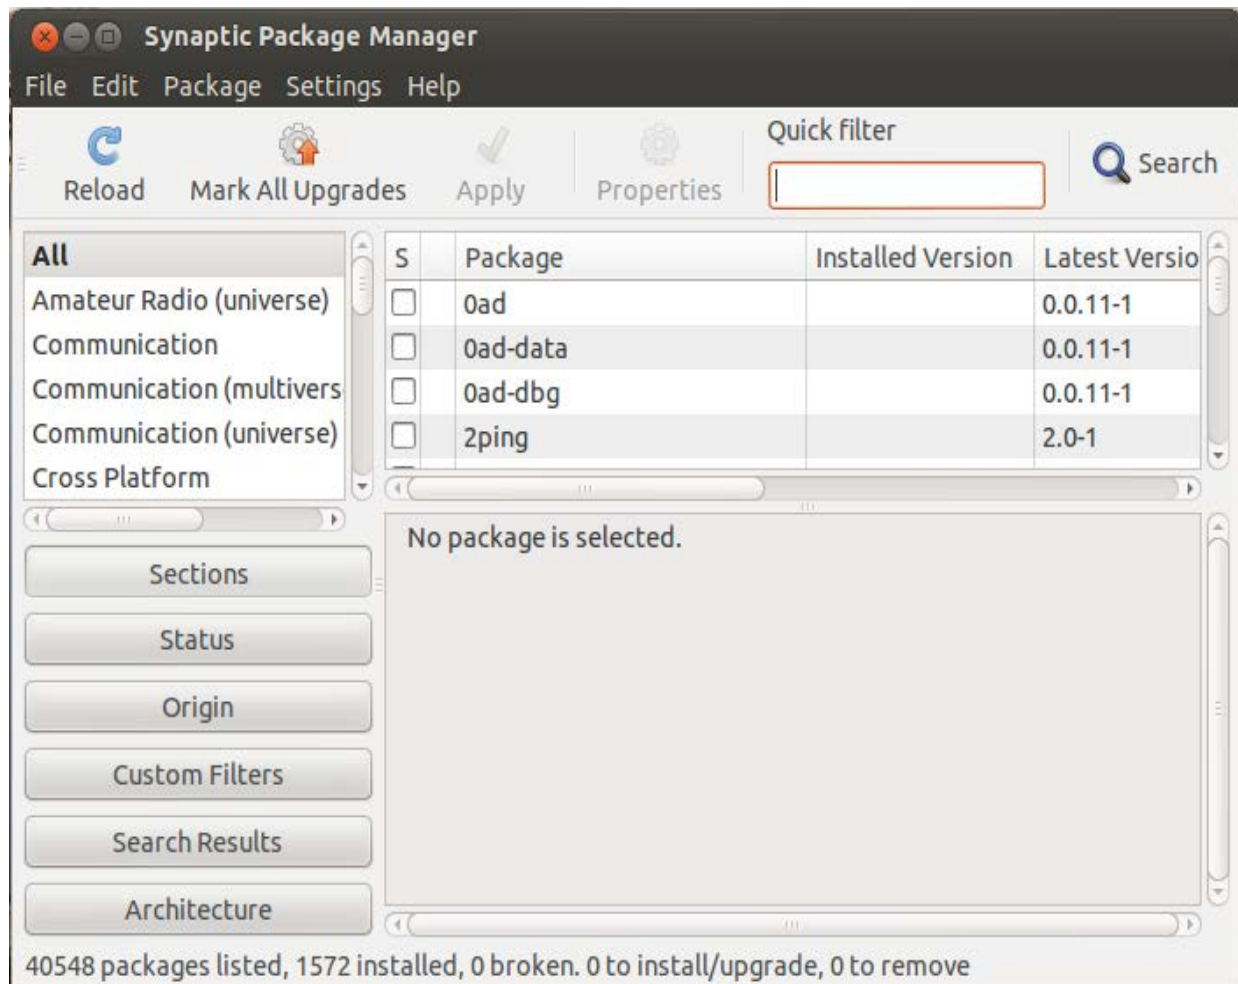 Synaptic Package Manager
File Edit Package Settings Help
Reload Mark All Upgrades Apply Properties Quick filter Search
All
Amateur Radio (universe)
Communication
Communication (multivers
Communication (universe)
Cross Platform
S Package Installed Version Latest Versio
0ad 0.0.11-1
0ad-data 0.0.11-1
0ad-dbg 0.0.11-1
2ping 2.0-1
Sections
Status
Origin
Custom Filters
Search Results
Architecture
No package is selected.
40548 packages listed, 1572 installed, 0 broken. 0 to install/upgrade, 0 to remove